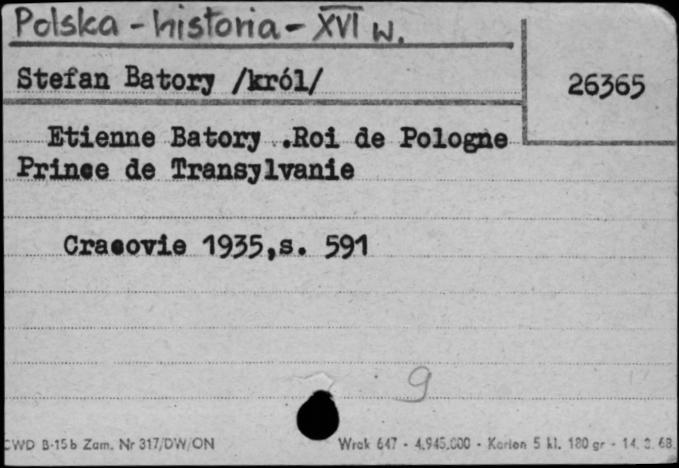 Polska - historia - XVI w.
Stefan Batory /król/
26365
Etienne Batory .Roi de Pologne
Prince de Transylvanie
Cracovie 1935,s. 591
9
CWD B-15b Zam. Nr 317/DW/ON Wrak 647 - 4.945.000 - Karton 5 kl. 180 gr - 14. 2. 68.